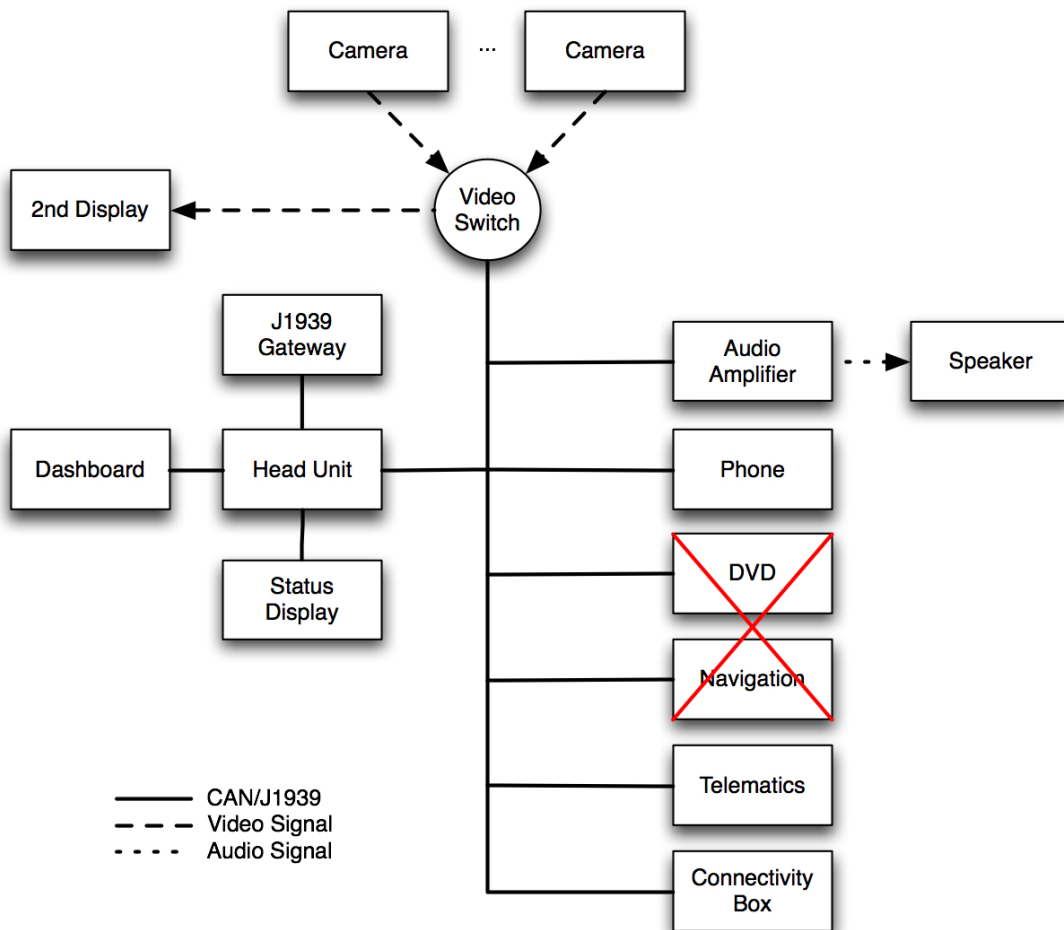 Camera
...
Camera
Video
Switch
2nd Display
J1939
Gateway
Audio
Amplifier
Speaker
Dashboard
Head Unit
Phone
Status
Display
DVD
Navigation
Telematics
Connectivity
Box
CAN/J1939
Video Signal
Audio Signal